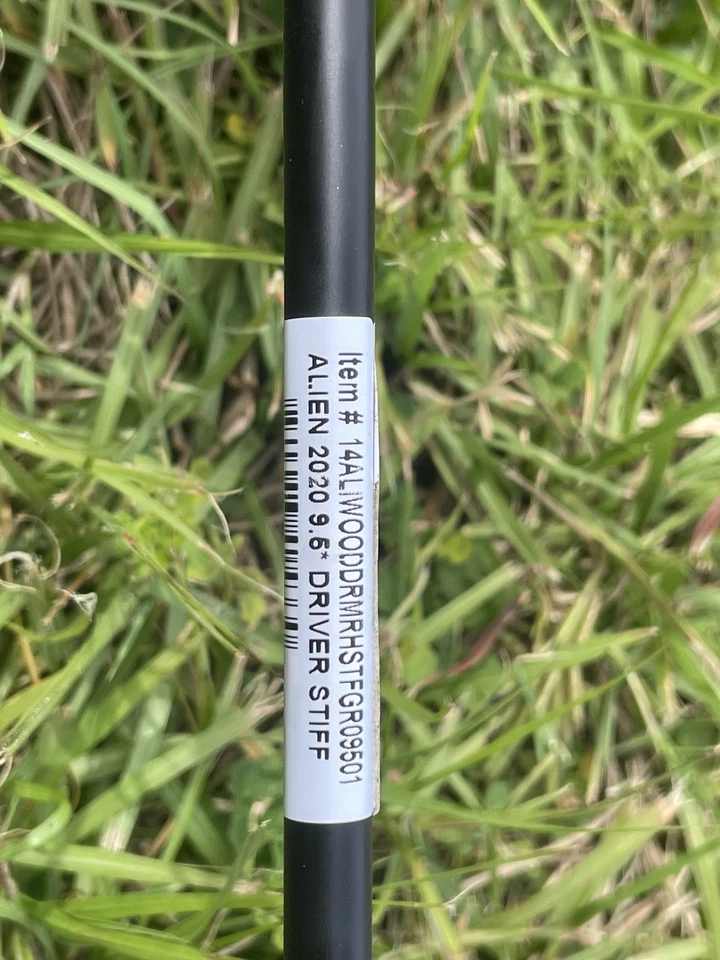 Item # 14ALIWOODDRMRHSTFGR09501
ALIEN 2020 9.5* DRIVER STIFF